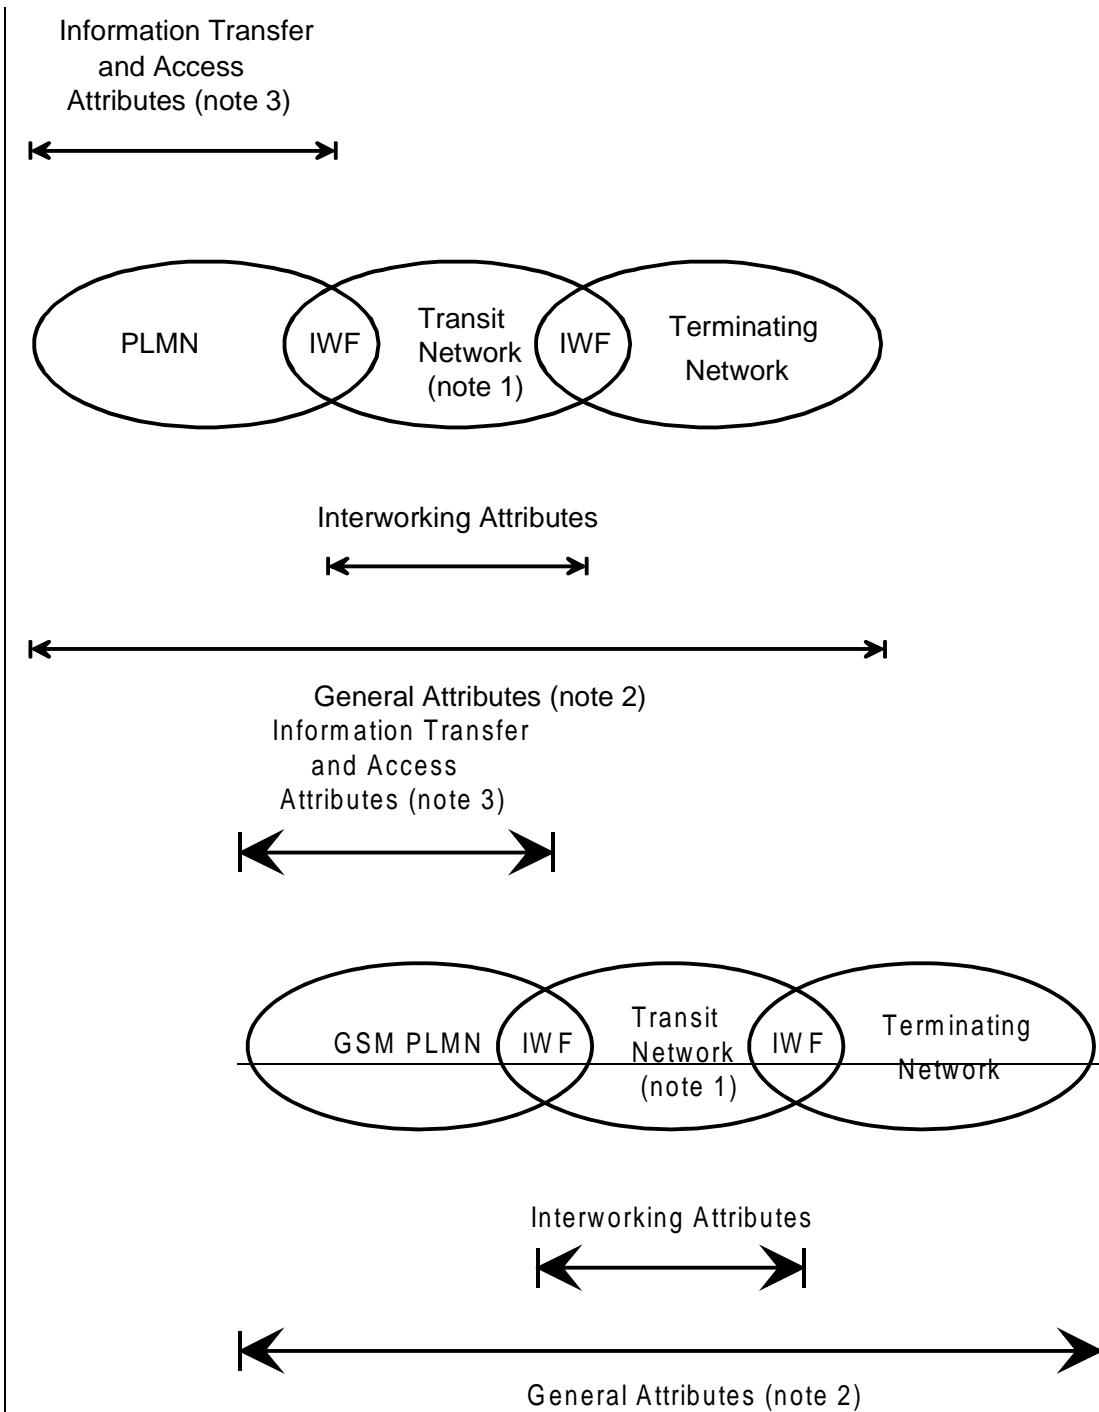 Information Transfer
and Access
Attributes (note 3)
PLMN
IWF
Transit
Network
(note 1)
IWF
Terminating
Network
Interworking Attributes
General Attributes (note 2)
Information Transfer
and Access
Attributes (note 3)
GSM PLMN
IWF
Transit
Network
(note 1)
IWF
Terminating
Network
Interworking Attributes
General Attributes (note 2)